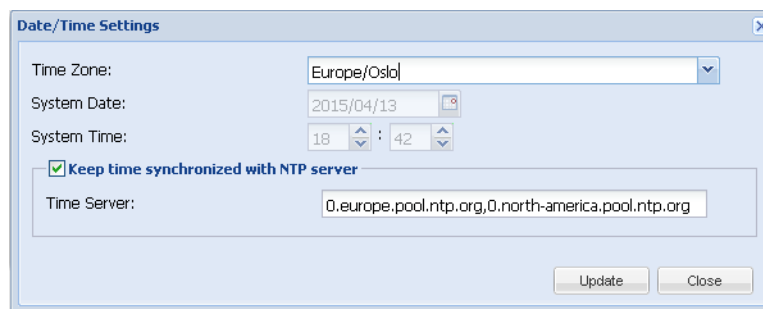 Date/Time Settings
Time Zone: Europe/Oslo
System Date: 2015/04/13
System Time: 18 : 42
Keep time synchronized with NTP server
Time Server: 0.europe.pool.ntp.org,0.north-america.pool.ntp.org
Update Close